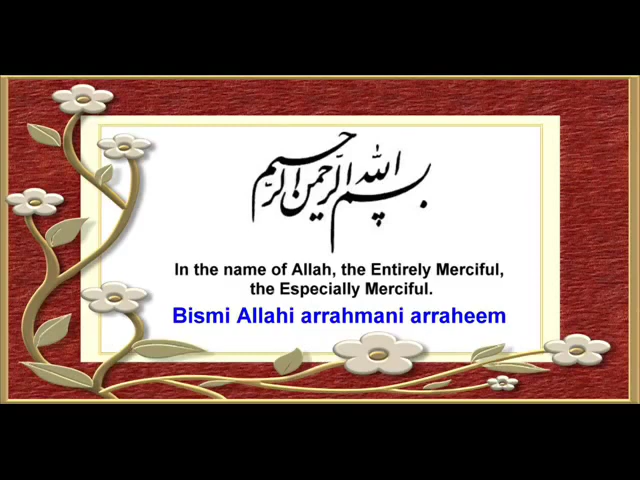 بسم الله الرحمن الرحيم
In the name of Allah, the Entirely Merciful,
the Especially Merciful.
Bismi Allahi arrahmani arraheem